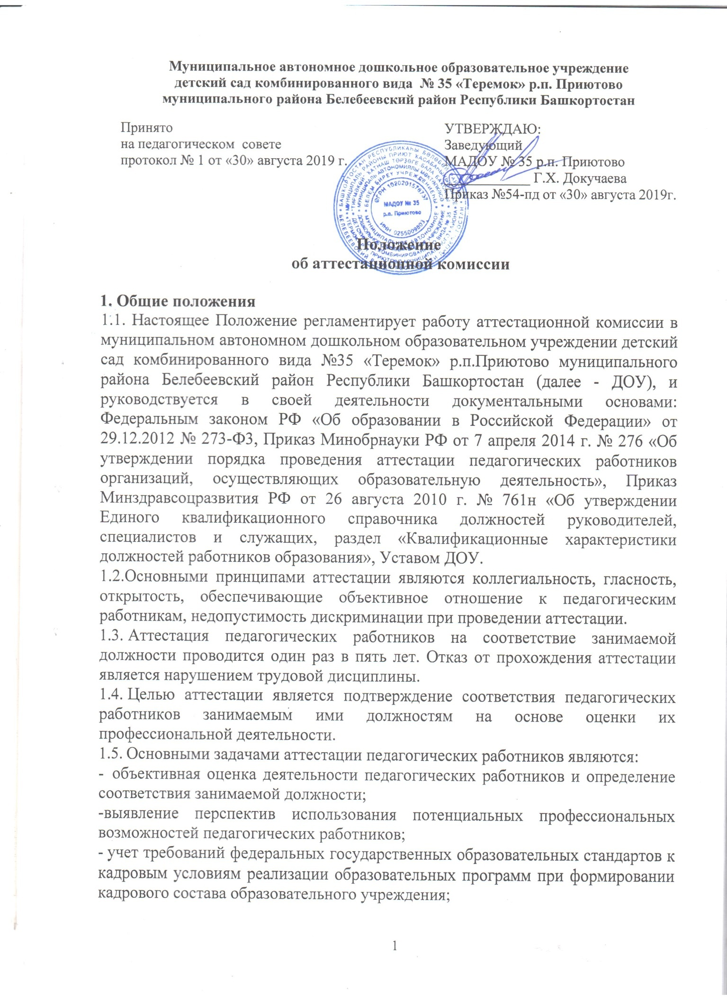 Муниципальное автономное дошкольное образовательное учреждение
детский сад комбинированного вида № 35 «Теремок» р.п. Приютово
муниципального района Белебеевский район Республики Башкортостан
Принято
на педагогическом совете
протокол № 1 от «30» августа 2019 г.
УТВЕРЖДАЮ:
Заведующий
МАДОУ № 35 р.п. Приютово
____________ Г.Х. Докучаева
Приказ №54-пд от «30» августа 2019г.
ОГРН 1020201578737
МАДОУ № 35
р.п. Приютово
ИНН 0255009803
Положение
об аттестационной комиссии
1. Общие положения
1.1. Настоящее Положение регламентирует работу аттестационной комиссии в
муниципальном автономном дошкольном образовательном учреждении детский
сад комбинированного вида №35 «Теремок» р.п.Приютово муниципального
района Белебеевский район Республики Башкортостан (далее - ДОУ), и
руководствуется в своей деятельности документальными основами:
Федеральным законом РФ «Об образовании в Российской Федерации» от
29.12.2012 № 273-ФЗ, Приказ Минобрнауки РФ от 7 апреля 2014 г. № 276 «Об
утверждении порядка проведения аттестации педагогических работников
организаций, осуществляющих образовательную деятельность», Приказ
Минздравсоцразвития РФ от 26 августа 2010 г. № 761н «Об утверждении
Единого квалификационного справочника должностей руководителей,
специалистов и служащих, раздел «Квалификационные характеристики
должностей работников образования», Уставом ДОУ.
1.2.Основными принципами аттестации являются коллегиальность, гласность,
открытость, обеспечивающие объективное отношение к педагогическим
работникам, недопустимость дискриминации при проведении аттестации.
1.3. Аттестация педагогических работников на соответствие занимаемой
должности проводится один раз в пять лет. Отказ от прохождения аттестации
является нарушением трудовой дисциплины.
1.4. Целью аттестации является подтверждение соответствия педагогических
работников занимаемым ими должностям на основе оценки их
профессиональной деятельности.
1.5. Основными задачами аттестации педагогических работников являются:
- объективная оценка деятельности педагогических работников и определение
соответствия занимаемой должности;
-выявление перспектив использования потенциальных профессиональных
возможностей педагогических работников;
- учет требований федеральных государственных образовательных стандартов к
кадровым условиям реализации образовательных программ при формировании
кадрового состава образовательного учреждения;
1